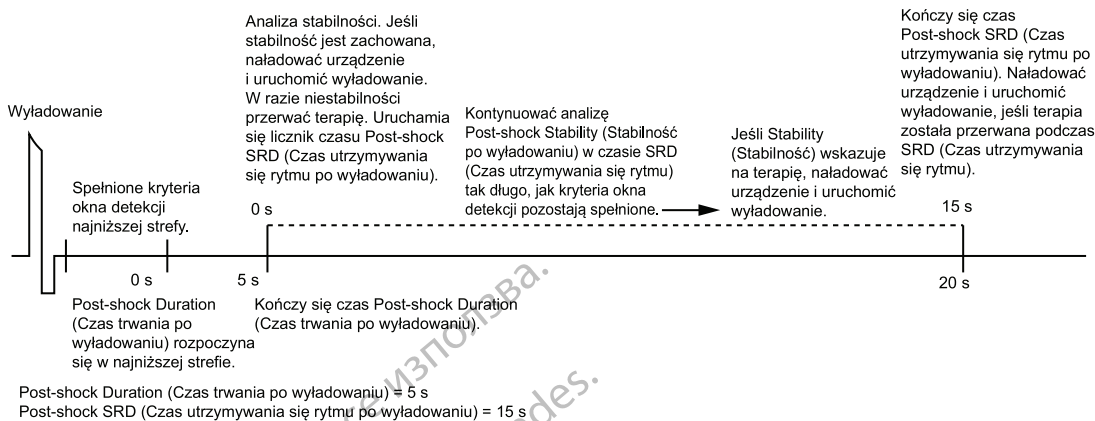 Wyładowanie
Spełnione kryteria
okna detekcji
najniższej strefy.
Analiza stabilności. Jeśli
stabilność jest zachowana,
naładować urządzenie
i uruchomić wyładowanie.
W razie niestabilności
przerwać terapię. Uruchamia
się licznik czasu Post-shock
SRD (Czas utrzymywania
się rytmu po wyładowaniu).
0 s
Kontynuować analizę
Post-shock Stability (Stabilność
po wyładowaniu) w czasie SRD
(Czas utrzymywania się rytmu)
tak długo, jak kryteria okna
detekcji pozostają spełnione.
Jeśli Stability
(Stabilność) wskazuje
na terapię, naładować
urządzenie i uruchomić
wyładowanie.
Kończy się czas
Post-shock SRD (Czas
utrzymywania się rytmu po
wyładowaniu). Naładować
urządzenie i uruchomić
wyładowanie, jeśli terapia
została przerwana podczas
SRD (Czas utrzymywania
się rytmu).
15 s
0 s
5 s
20 s
Post-shock Duration
(Czas trwania po
wyładowaniu) rozpoczyna
się w najniższej strefie.
Kończy się czas Post-shock Duration
(Czas trwania po wyładowaniu).
Post-shock Duration (Czas trwania po wyładowaniu) = 5 s
Post-shock SRD (Czas utrzymywania się rytmu po wyładowaniu) = 15 s
използва.